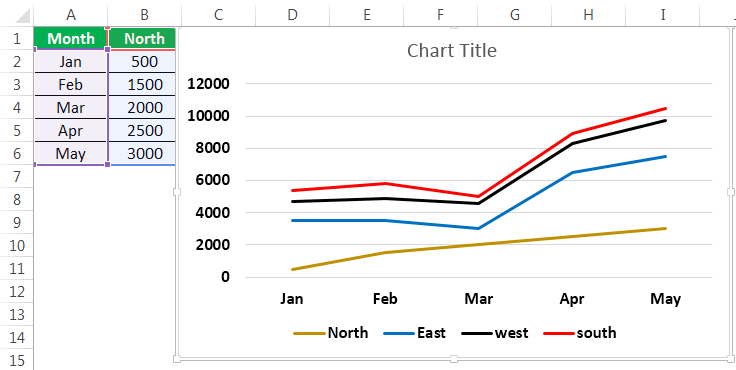 A B C D E F G H I
1 Month North
2 Jan 500
3 Feb 1500
4 Mar 2000
5 Apr 2500
6 May 3000
7
8
9
10
11
12
13
14
15
Chart Title
12000
10000
8000
6000
4000
2000
0
Jan Feb Mar Apr May
North East west south